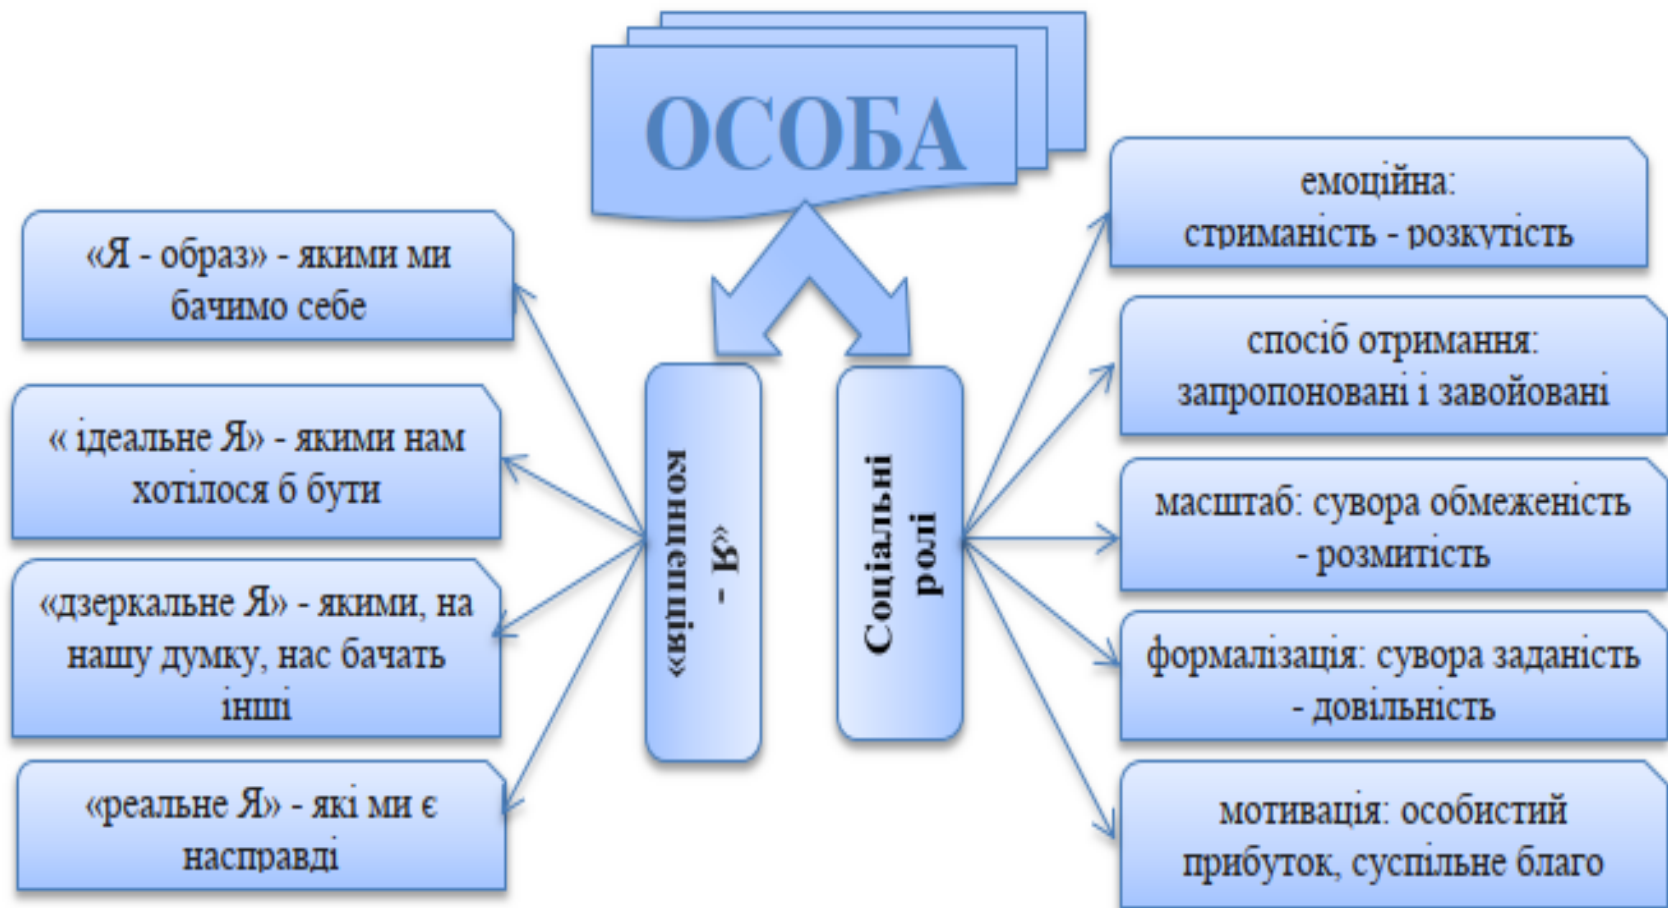 ОСОБА
«Я - образ» - якими ми
бачимо себе
« ідеальне Я» - якими нам
хотілося б бути
«дзеркальне Я» - якими, на
нашу думку, нас бачать
інші
«реальне Я» - які ми є
насправді
«Я -
концепція»
Соціальні
ролі
емоційна:
стриманість - розкутість
спосіб отримання:
запропоновані і завойовані
масштаб: сувора обмеженість
- розмитість
формалізація: сувора заданість
- довільність
мотивація: особистий
прибуток, суспільне благо